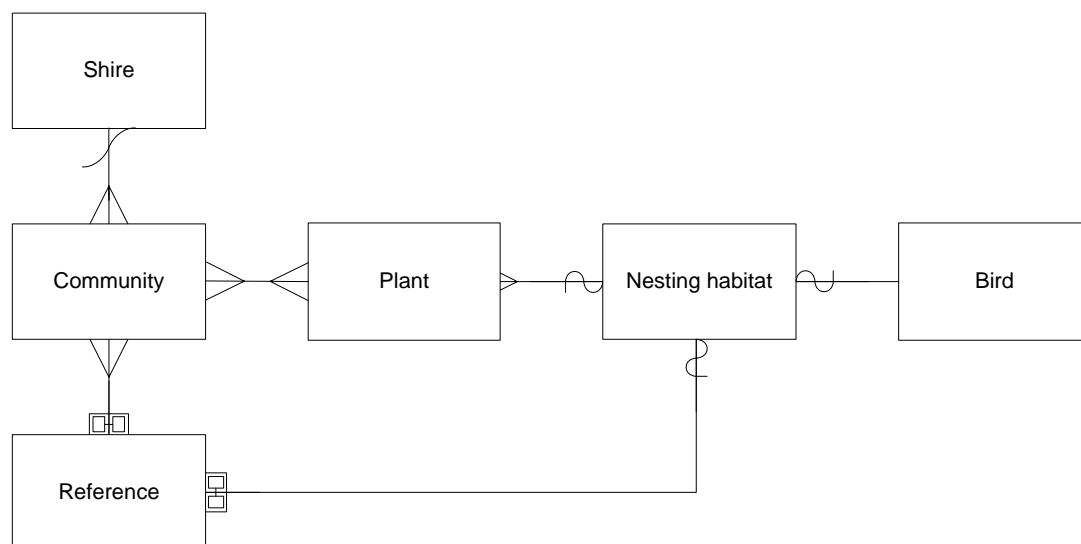 Shire
Community
Plant
Nesting habitat
Bird
Reference